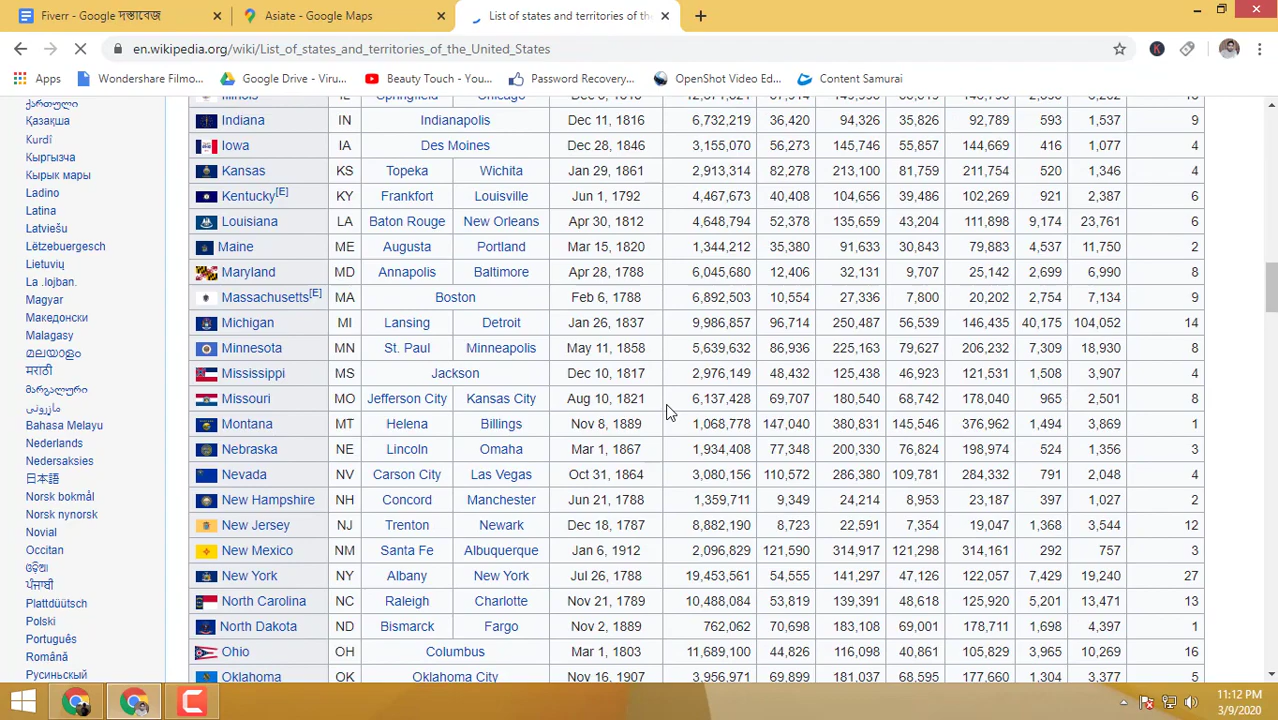 Fiverr - Google দস্তাবেজ
Asiate - Google Maps
List of states and territories of the
en.wikipedia.org/wiki/List_of_states_and_territories_of_the_United_States
Apps
Wondershare Filmo...
Google Drive - Viru...
Beauty Touch - You...
Password Recovery...
OpenShot Video Ed...
Content Samurai
ქართული
Қазақша
Kurdî
Кыргызча
Кырык мары
Ladino
Latina
Latviešu
Lëtzebuergesch
Lietuvių
La .lojban.
Magyar
Македонски
Malagasy
മലയാളം
मराठी
მარგალური
مازِرونی
Bahasa Melayu
Nederlands
Nedersaksies
日本語
Norsk bokmål
Norsk nynorsk
Novial
Occitan
ଓଡ଼ିଆ
ਪੰਜਾਬੀ
Plattdüütsch
Polski
Português
Română
Русиньскый
Indiana IN Indianapolis Dec 11, 1816 6,732,219 36,420 94,326 35,826 92,789 593 1,537 9
Iowa IA Des Moines Dec 28, 1846 3,155,070 56,273 145,746 55,857 144,669 416 1,077 4
Kansas KS Topeka Wichita Jan 29, 1861 2,913,314 82,278 213,100 81,759 211,754 520 1,346 4
Kentucky[E] KY Frankfort Louisville Jun 1, 1792 4,467,673 40,408 104,656 39,486 102,269 921 2,387 6
Louisiana LA Baton Rouge New Orleans Apr 30, 1812 4,648,794 52,378 135,659 43,204 111,898 9,174 23,761 6
Maine ME Augusta Portland Mar 15, 1820 1,344,212 35,380 91,633 30,843 79,883 4,537 11,750 2
Maryland MD Annapolis Baltimore Apr 28, 1788 6,045,680 12,406 32,131 9,707 25,142 2,699 6,990 8
Massachusetts[E] MA Boston Feb 6, 1788 6,892,503 10,554 27,336 7,800 20,202 2,754 7,134 9
Michigan MI Lansing Detroit Jan 26, 1837 9,986,857 96,714 250,487 56,539 146,435 40,175 104,052 14
Minnesota MN St. Paul Minneapolis May 11, 1858 5,639,632 86,936 225,163 79,627 206,232 7,309 18,930 8
Mississippi MS Jackson Dec 10, 1817 2,976,149 48,432 125,438 46,923 121,531 1,508 3,907 4
Missouri MO Jefferson City Kansas City Aug 10, 1821 6,137,428 69,707 180,540 68,742 178,040 965 2,501 8
Montana MT Helena Billings Nov 8, 1889 1,068,778 147,040 380,831 145,546 376,962 1,494 3,869 1
Nebraska NE Lincoln Omaha Mar 1, 1867 1,934,408 77,348 200,330 76,824 198,974 524 1,356 3
Nevada NV Carson City Las Vegas Oct 31, 1864 3,080,156 110,572 286,380 109,781 284,332 791 2,048 4
New Hampshire NH Concord Manchester Jun 21, 1788 1,359,711 9,349 24,214 8,953 23,187 397 1,027 2
New Jersey NJ Trenton Newark Dec 18, 1787 8,882,190 8,723 22,591 7,354 19,047 1,368 3,544 12
New Mexico NM Santa Fe Albuquerque Jan 6, 1912 2,096,829 121,590 314,917 121,298 314,161 292 757 3
New York NY Albany New York Jul 26, 1788 19,453,561 54,555 141,297 47,126 122,057 7,429 19,240 27
North Carolina NC Raleigh Charlotte Nov 21, 1789 10,488,084 53,819 139,391 48,618 125,920 5,201 13,471 13
North Dakota ND Bismarck Fargo Nov 2, 1889 762,062 70,698 183,108 69,001 178,711 1,698 4,397 1
Ohio OH Columbus Mar 1, 1803 11,689,100 44,826 116,098 40,861 105,829 3,965 10,269 16
Oklahoma OK Oklahoma City Nov 16, 1907 3,956,971 69,899 181,037 68,595 177,660 1,304 3,377 5
11:12 PM
3/9/2020